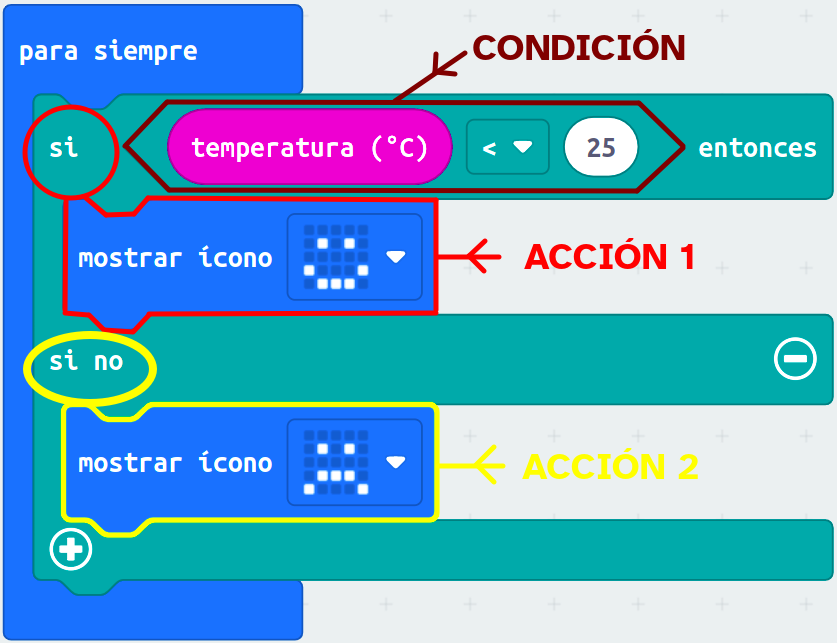 para siempre
CONDICIÓN
si temperatura (°C) < 25 entonces
mostrar ícono
ACCIÓN 1
si no
mostrar ícono
ACCIÓN 2